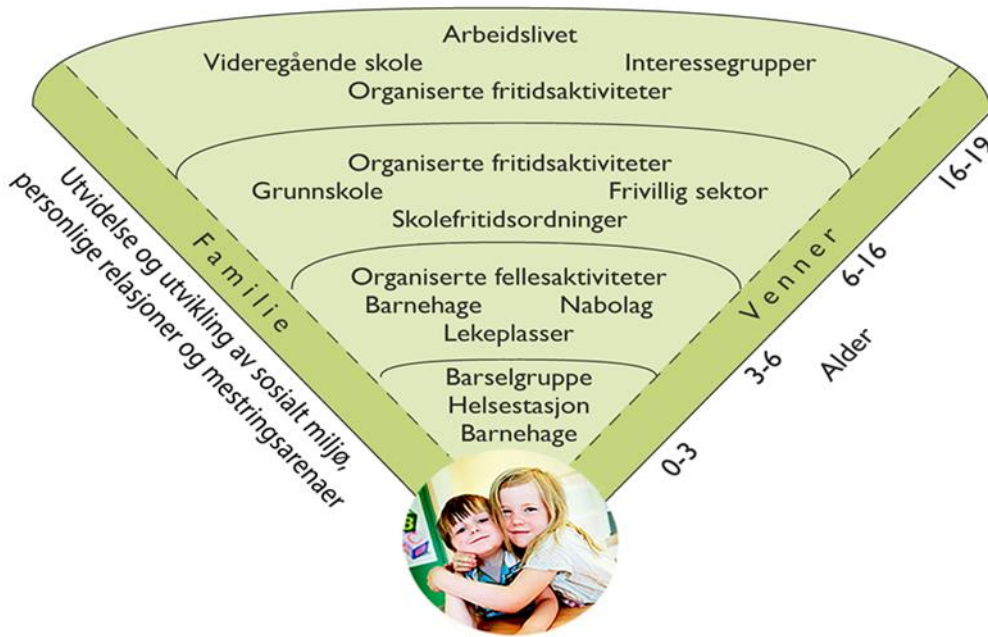 Arbeidslivet
Videregående skole
Interessegrupper
Organiserte fritidsaktiviteter
Organiserte fritidsaktiviteter
Grunnskole
Frivillig sektor
Skolefritidsordninger
Organiserte fellesaktiviteter
Barnehage
Nabolag
Lekeplasser
Barselgruppe
Helsestasjon
Barnehage
Familie
Venner
Utvidelse og utvikling av sosialt miljø,
personlige relasjoner og mestringsarenaer
16-19
6-16
3-6
0-3
Alder